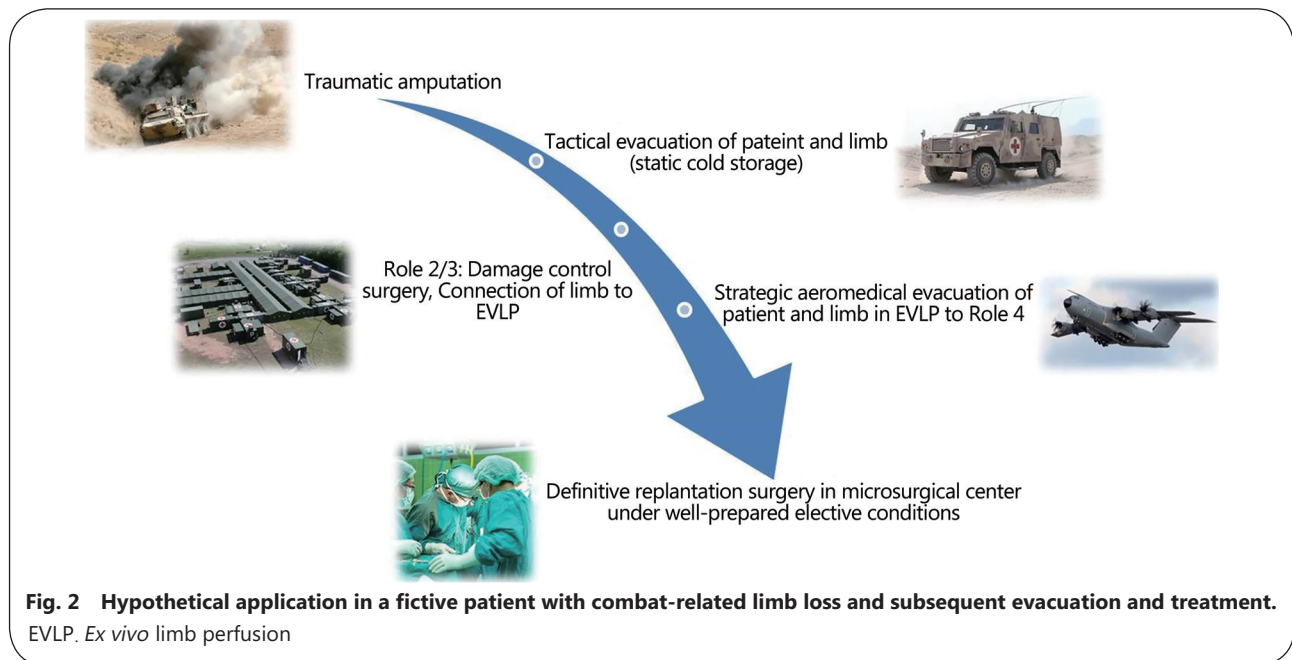 Traumatic amputation
Tactical evacuation of pateint and limb
(static cold storage)
Role 2/3: Damage control
surgery, Connection of limb to
EVLP
Strategic aeromedical evacuation of
patient and limb in EVLP to Role 4
Definitive replantation surgery in microsurgical center
under well-prepared elective conditions
Fig. 2 Hypothetical application in a fictive patient with combat-related limb loss and subsequent evacuation and treatment.
EVLP. Ex vivo limb perfusion